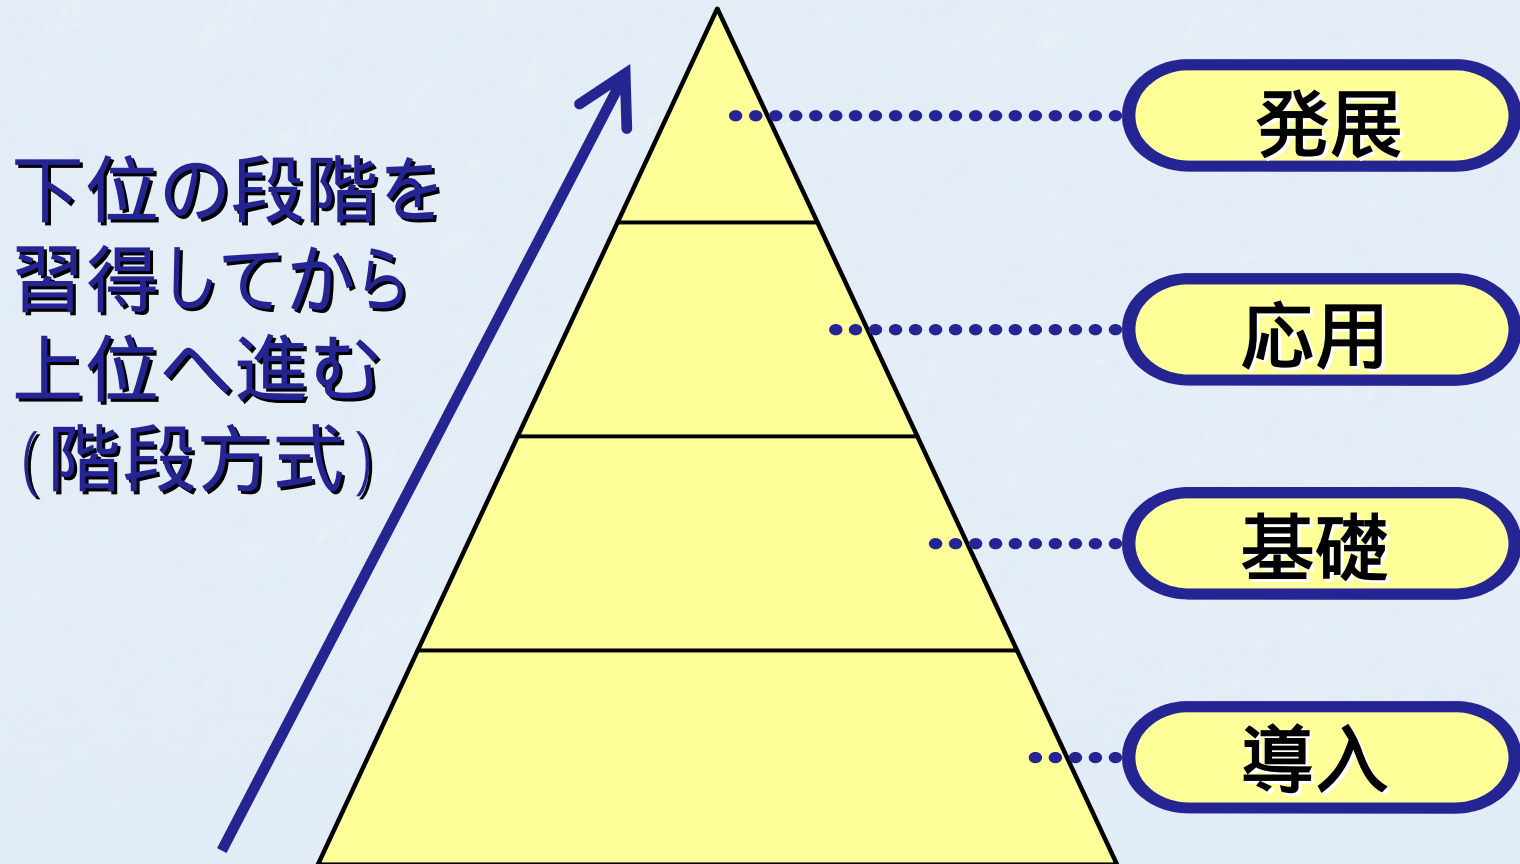 下位の段階を
習得してから
上位へ進む
(階段方式)
発展
応用
基礎
導入